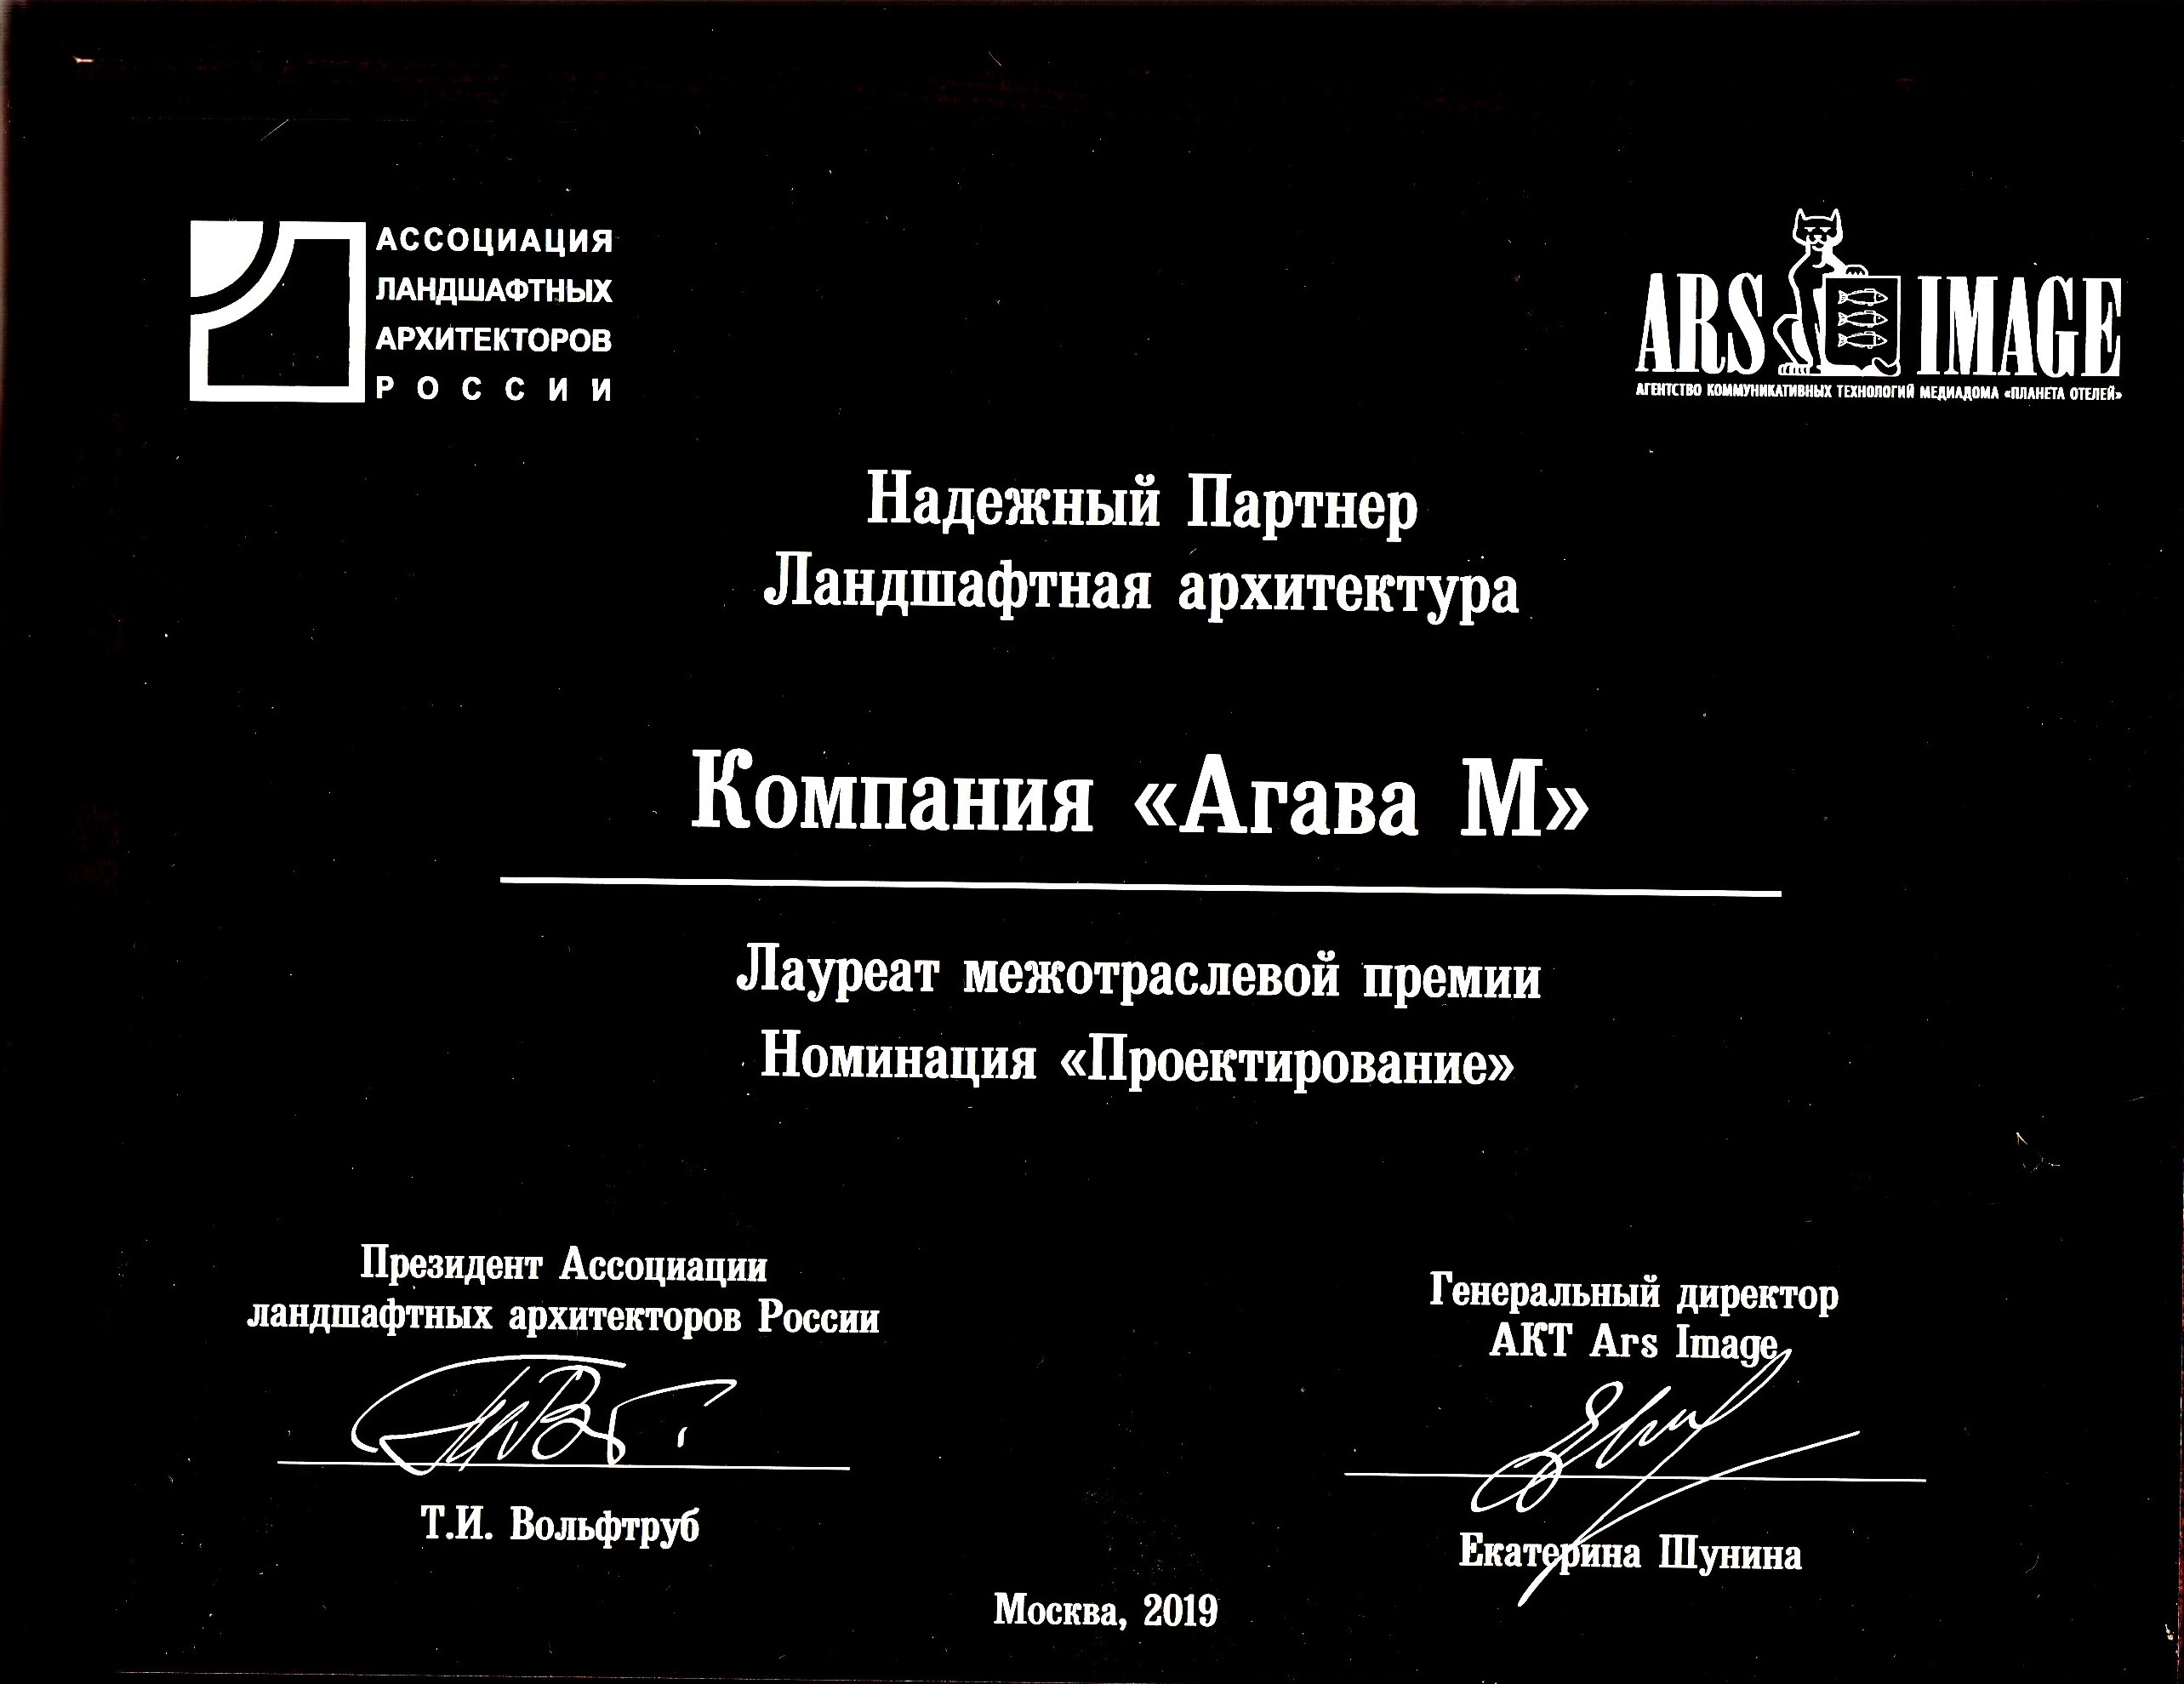 АССОЦИАЦИЯ
ЛАНДШАФТНЫХ
АРХИТЕКТОРОВ
РОССИИ
ARS IMAGE
АГЕНТСТВО КОММУНИКАТИВНЫХ ТЕХНОЛОГИЙ МЕДИАДОМА «ПЛАНЕТА ОТЕЛЕЙ»
Надежный Партнер
Ландшафтная архитектура
Компания «Агава М»
Лауреат межотраслевой премии
Номинация «Проектирование»
Президент Ассоциации
ландшафтных архитекторов России
Т.И. Вольфтруб
Генеральный директор
АКТ Ars Image
Екатерина Шунина
Москва, 2019